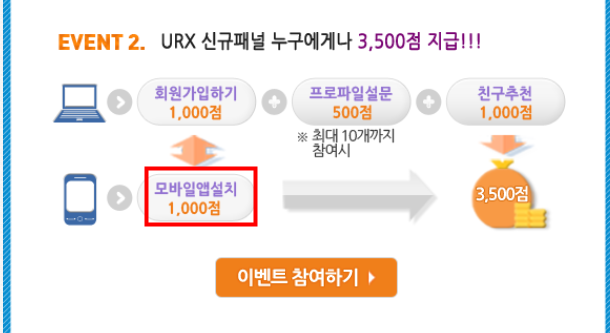 EVENT 2. URX 신규패널 누구에게나 3,500점 지급!!!
회원가입하기 프로파일설문 친구추천
1,000점 500점 1,000점
※ 최대 10개까지
참여시
모바일앱설치
1,000점
3,500점
이벤트 참여하기